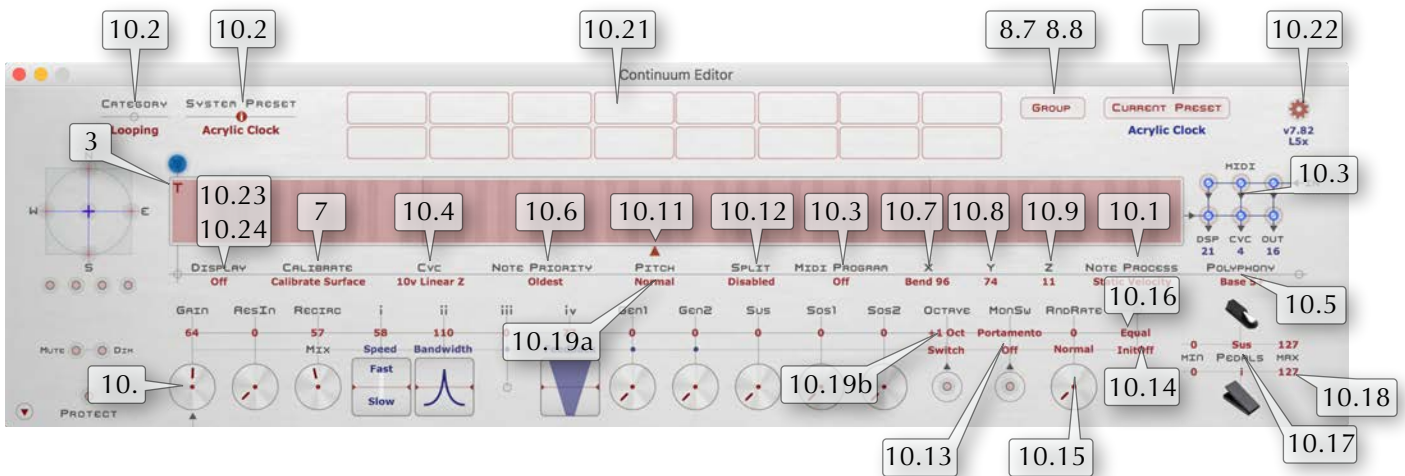 10.2
10.2
10.21
8.7 8.8
10.22
Continuum Editor
CATEGORY
Looping
SYSTEM PRESET
Acrylic Clock
GROUP
CURRENT PRESET
Acrylic Clock
v7.82
L5x
3
T
W
E
S
10.23
10.24
7
10.4
10.6
10.11
10.12
10.3
10.7
10.8
10.9
10.1
MIDI
10.3
DSP
21
CVC
4
OUT
16
DISPLAY
Off
CALIBRATE
Calibrate Surface
CVC
10v Linear Z
NOTE PRIORITY
Oldest
PITCH
Normal
SPLIT
Disabled
MIDI PROGRAM
Off
X
Bend 96
Y
74
Z
11
NOTE PROCESS
Static Velocity
POLYPHONY
Base
10.5
10.16
10.19a
GAIN
64
RESIN
0
RECIRC
57
MIX
i
58
Speed
Fast
Slow
ii
110
Bandwidth
iii
iv
GEN1
0
GEN2
0
SUS
0
SOS1
0
SOS2
0
OCTAVE
+1 Oct
Switch
MONSW
Portamento
Off
RNDRATE
0
Normal
Equal
InitOff
MUTE
DIM
0
Sus
127
MIN
PEDALS
MAX
0
i
127
10.
10.19b
10.14
10.18
PROTECT
10.13
10.15
10.17